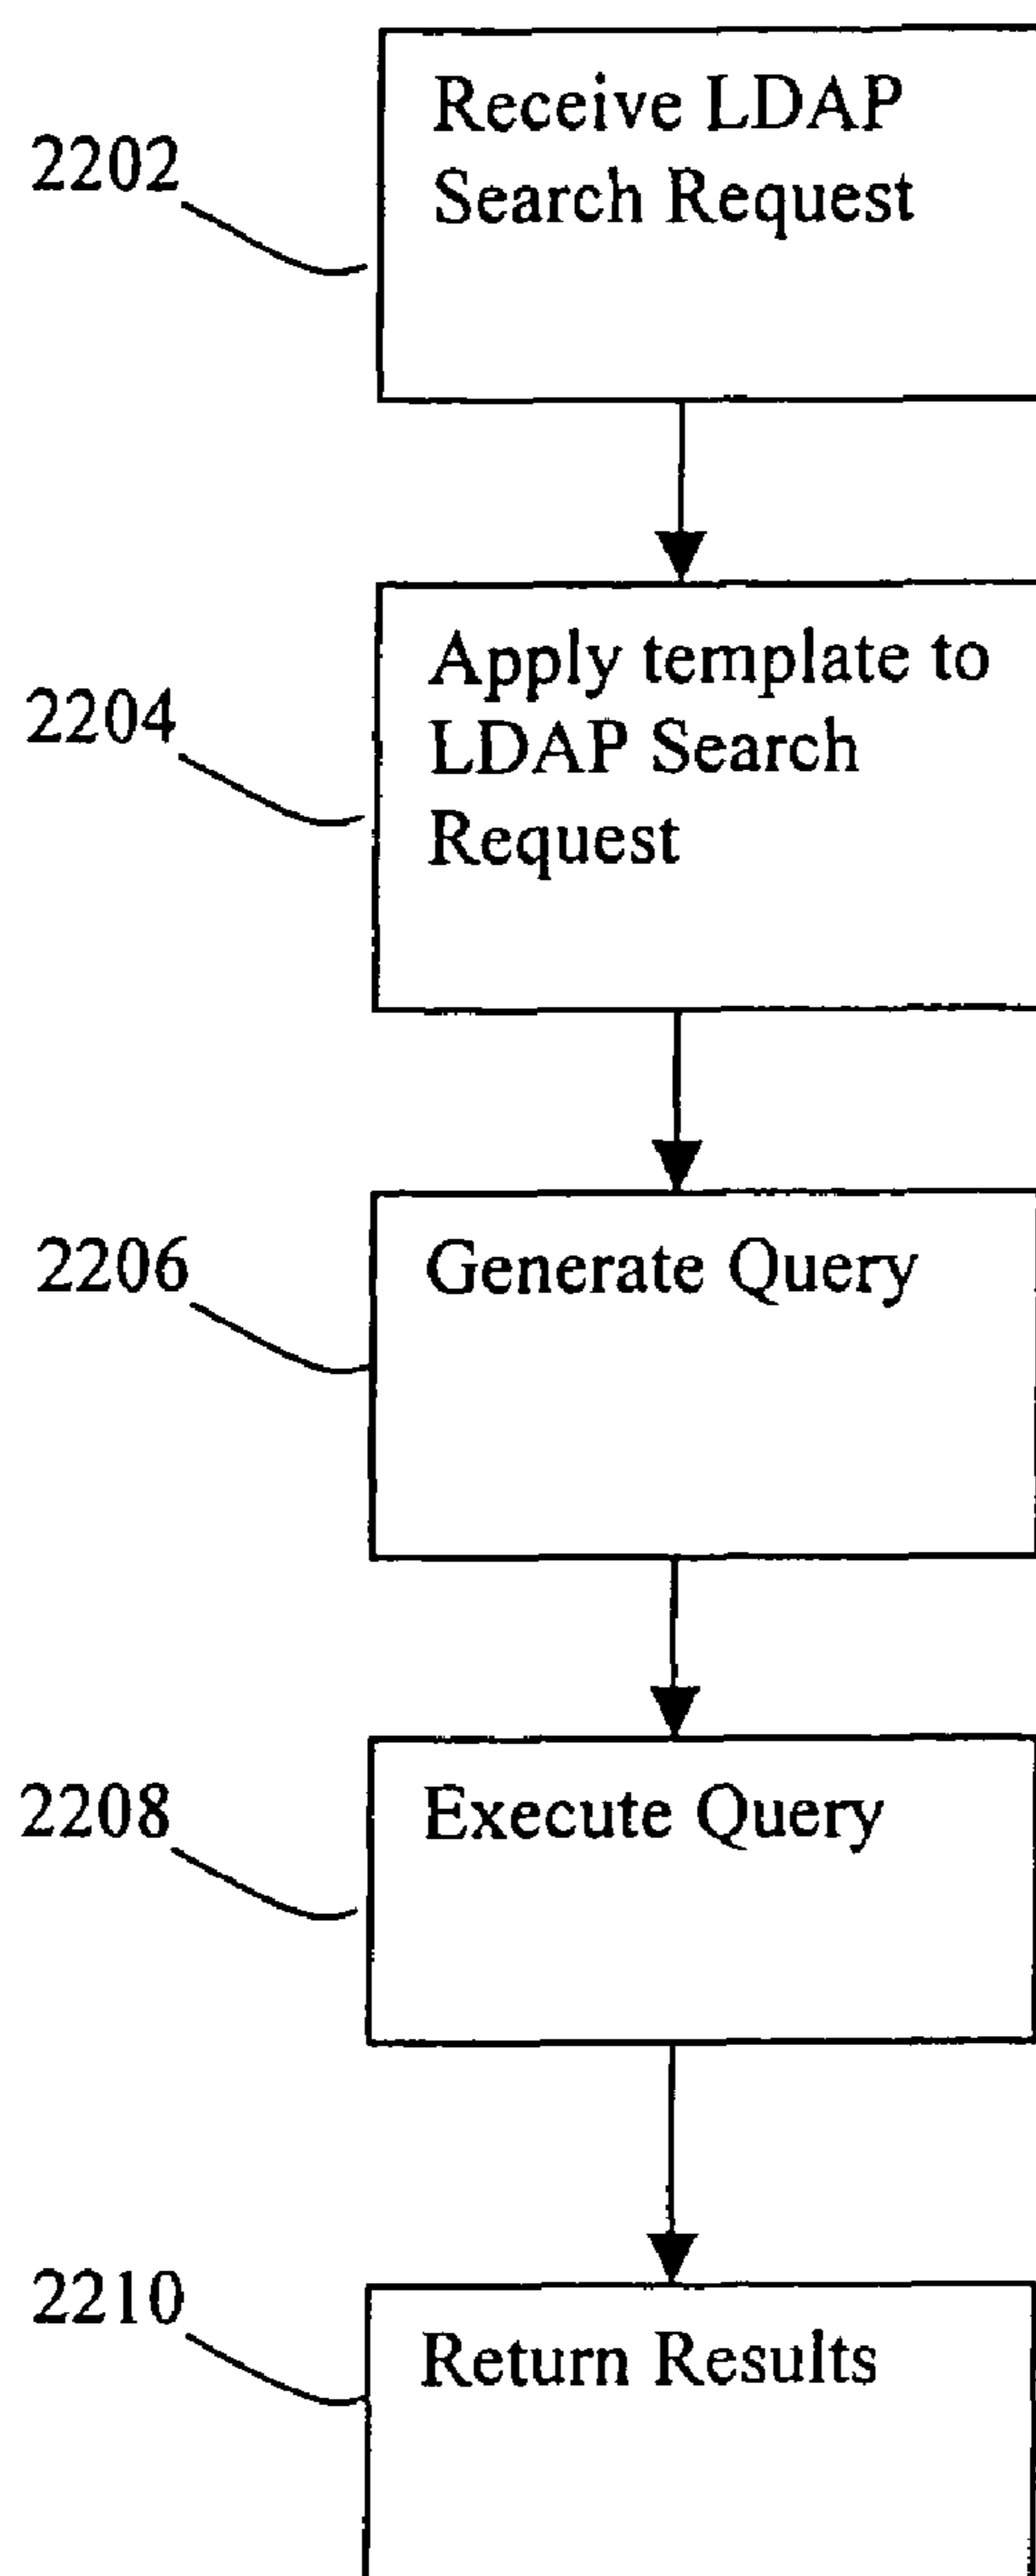 Receive LDAP
Search Request
2202
Apply template to
LDAP Search
Request
2204
Generate Query
2206
Execute Query
2208
Return Results
2210